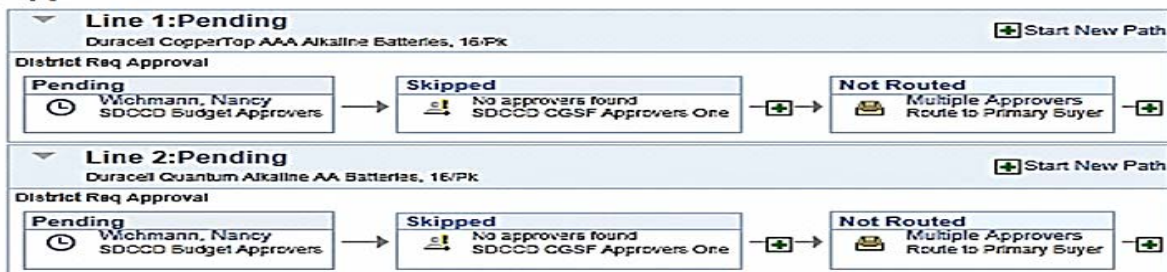 Line 1:Pending
Start New Path
Duracell CopperTop AAA Alkaline Batteries, 16/Pk
District Req Approval
Pending
Wichmann, Nancy
SDCCD Budget Approvers
Skipped
No approvers found
SDCCD CGSF Approvers One
Not Routed
Multiple Approvers
Route to Primary Buyer
Line 2:Pending
Start New Path
Duracell Quantum Alkaline AA Batteries, 16/Pk
District Req Approval
Pending
Wichmann, Nancy
SDCCD Budget Approvers
Skipped
No approvers found
SDCCD CGSF Approvers One
Not Routed
Multiple Approvers
Route to Primary Buyer